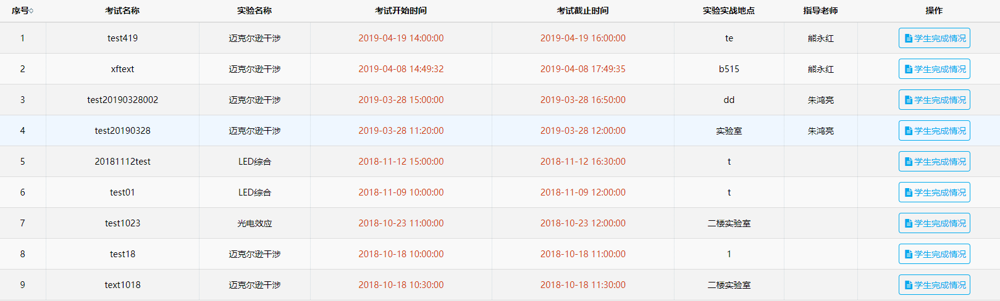 序号 考试名称 实验名称 考试开始时间 考试截止时间 实验实战地点 指导老师 操作
1 test419 迈克尔逊干涉 2019-04-19 14:00:00 2019-04-19 16:00:00 te 熊永红 学生完成情况
2 xftext 迈克尔逊干涉 2019-04-08 14:49:32 2019-04-08 17:49:35 b515 熊永红 学生完成情况
3 test20190328002 迈克尔逊干涉 2019-03-28 15:00:00 2019-03-28 16:50:00 dd 朱鸿亮 学生完成情况
4 test20190328 迈克尔逊干涉 2019-03-28 11:20:00 2019-03-28 12:00:00 实验室 朱鸿亮 学生完成情况
5 20181112test LED综合 2018-11-12 15:00:00 2018-11-12 16:30:00 t 学生完成情况
6 test01 LED综合 2018-11-09 10:00:00 2018-11-09 12:00:00 t 学生完成情况
7 test1023 光电效应 2018-10-23 11:00:00 2018-10-23 12:00:00 二楼实验室 学生完成情况
8 test18 迈克尔逊干涉 2018-10-18 10:00:00 2018-10-18 11:00:00 1 学生完成情况
9 text1018 迈克尔逊干涉 2018-10-18 10:30:00 2018-10-18 11:30:00 二楼实验室 学生完成情况